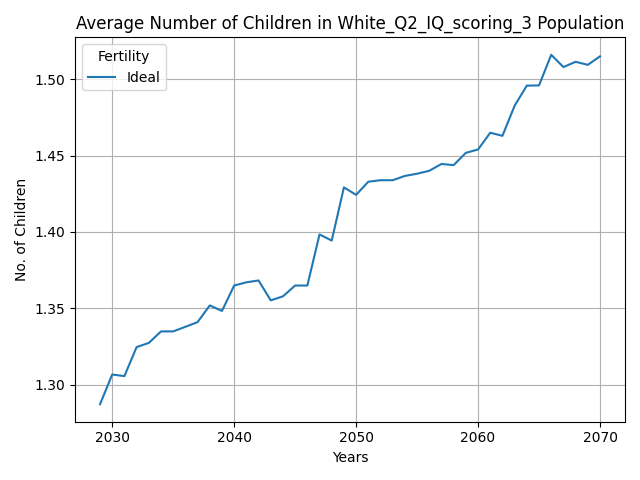 Average Number of Children in White_Q2_IQ_scoring_3 Population
Fertility
Ideal
1.50
1.45
1.40
1.35
1.30
No. of Children
2030 2040 2050 2060 2070
Years